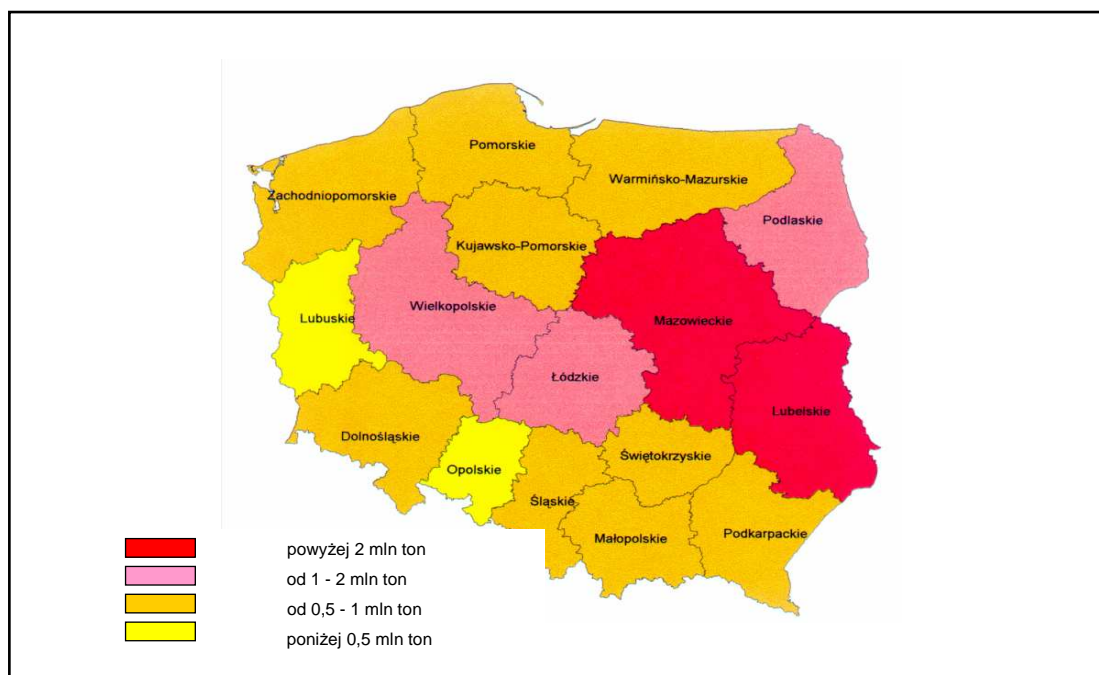 Pomorskie
Warmińsko-Mazurskie
Zachodniopomorskie
Podlaskie
Kujawsko-Pomorskie
Wielkopolskie
Lubuskie
Mazowieckie
Łódzkie
Lubelskie
Dolnośląskie
Świętokrzyskie
Opolskie
Śląskie
Podkarpackie
Małopolskie
powyżej 2 mln ton
od 1 - 2 mln ton
od 0,5 - 1 mln ton
poniżej 0,5 mln ton